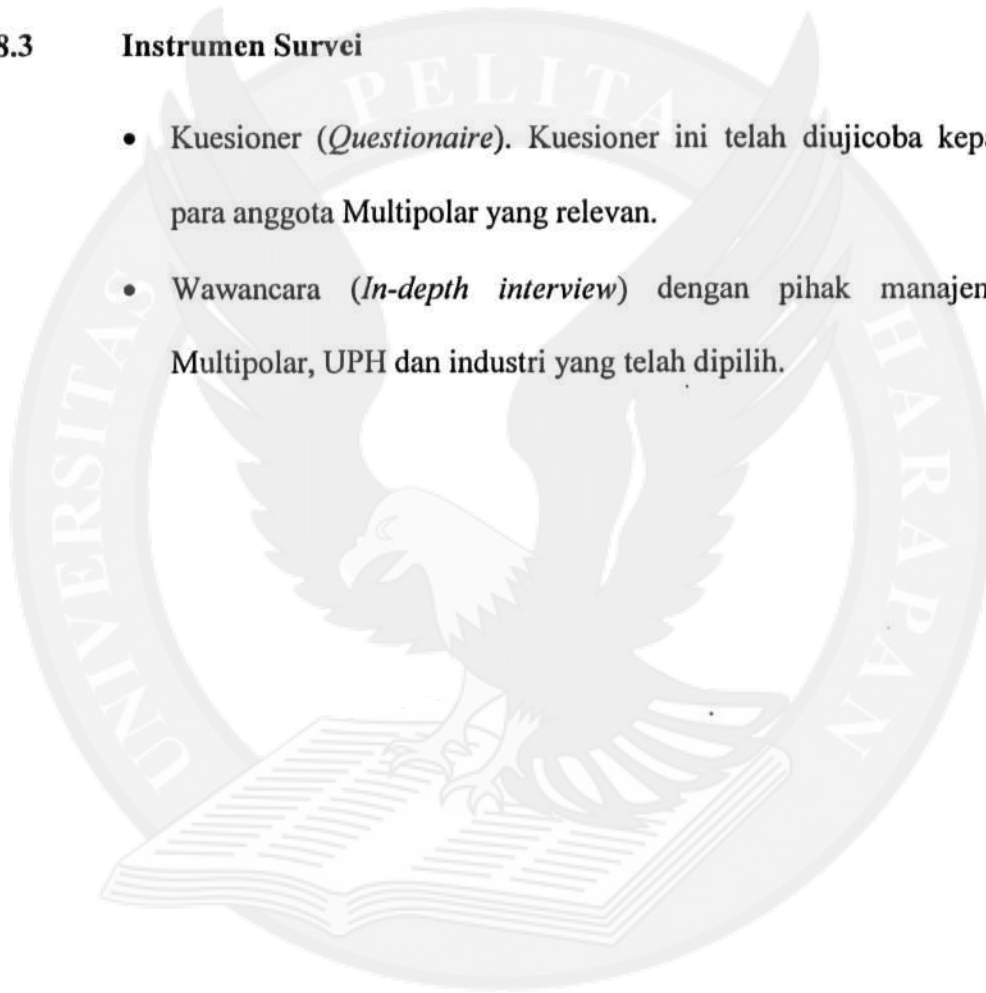 8.3 Instrumen Survei
• Kuesioner (Questionaire). Kuesioner ini telah diujicoba kep
para anggota Multipolar yang relevan.
• Wawancara (In-depth interview) dengan pihak manajem
Multipolar, UPH dan industri yang telah dipilih.
UNIVERSITAS PELITA HARAPAN